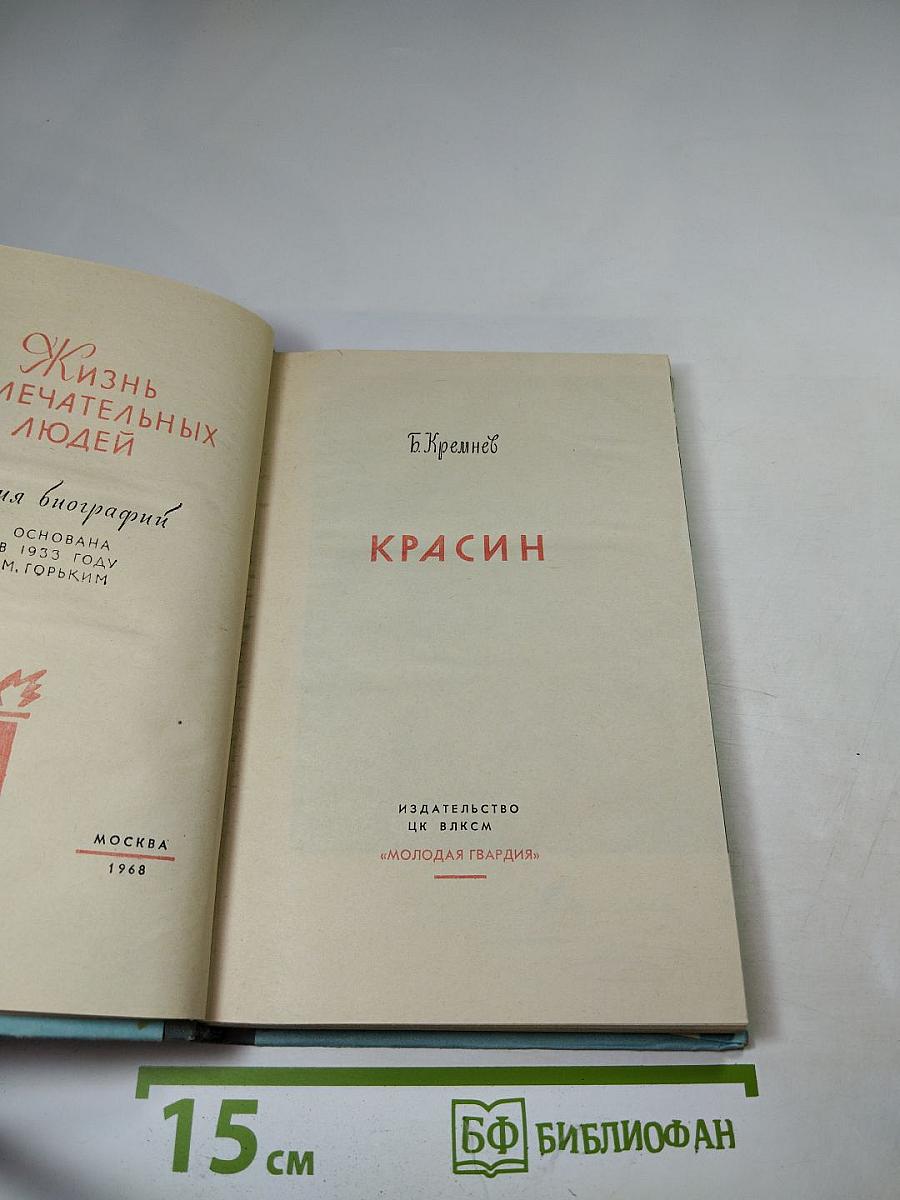 Жизнь
МЕЧАТЕЛЬНЫХ
ЛЮДЕЙ
ия биографий
ОСНОВАНА
В 1933 ГОДУ
М. ГОРЬКИМ
МОСКВА
1968
Б. Кремнев
КРАСИН
ИЗДАТЕЛЬСТВО
ЦК ВЛКСМ
«МОЛОДАЯ ГВАРДИЯ»
15 см
БФ БИБЛИОФАН